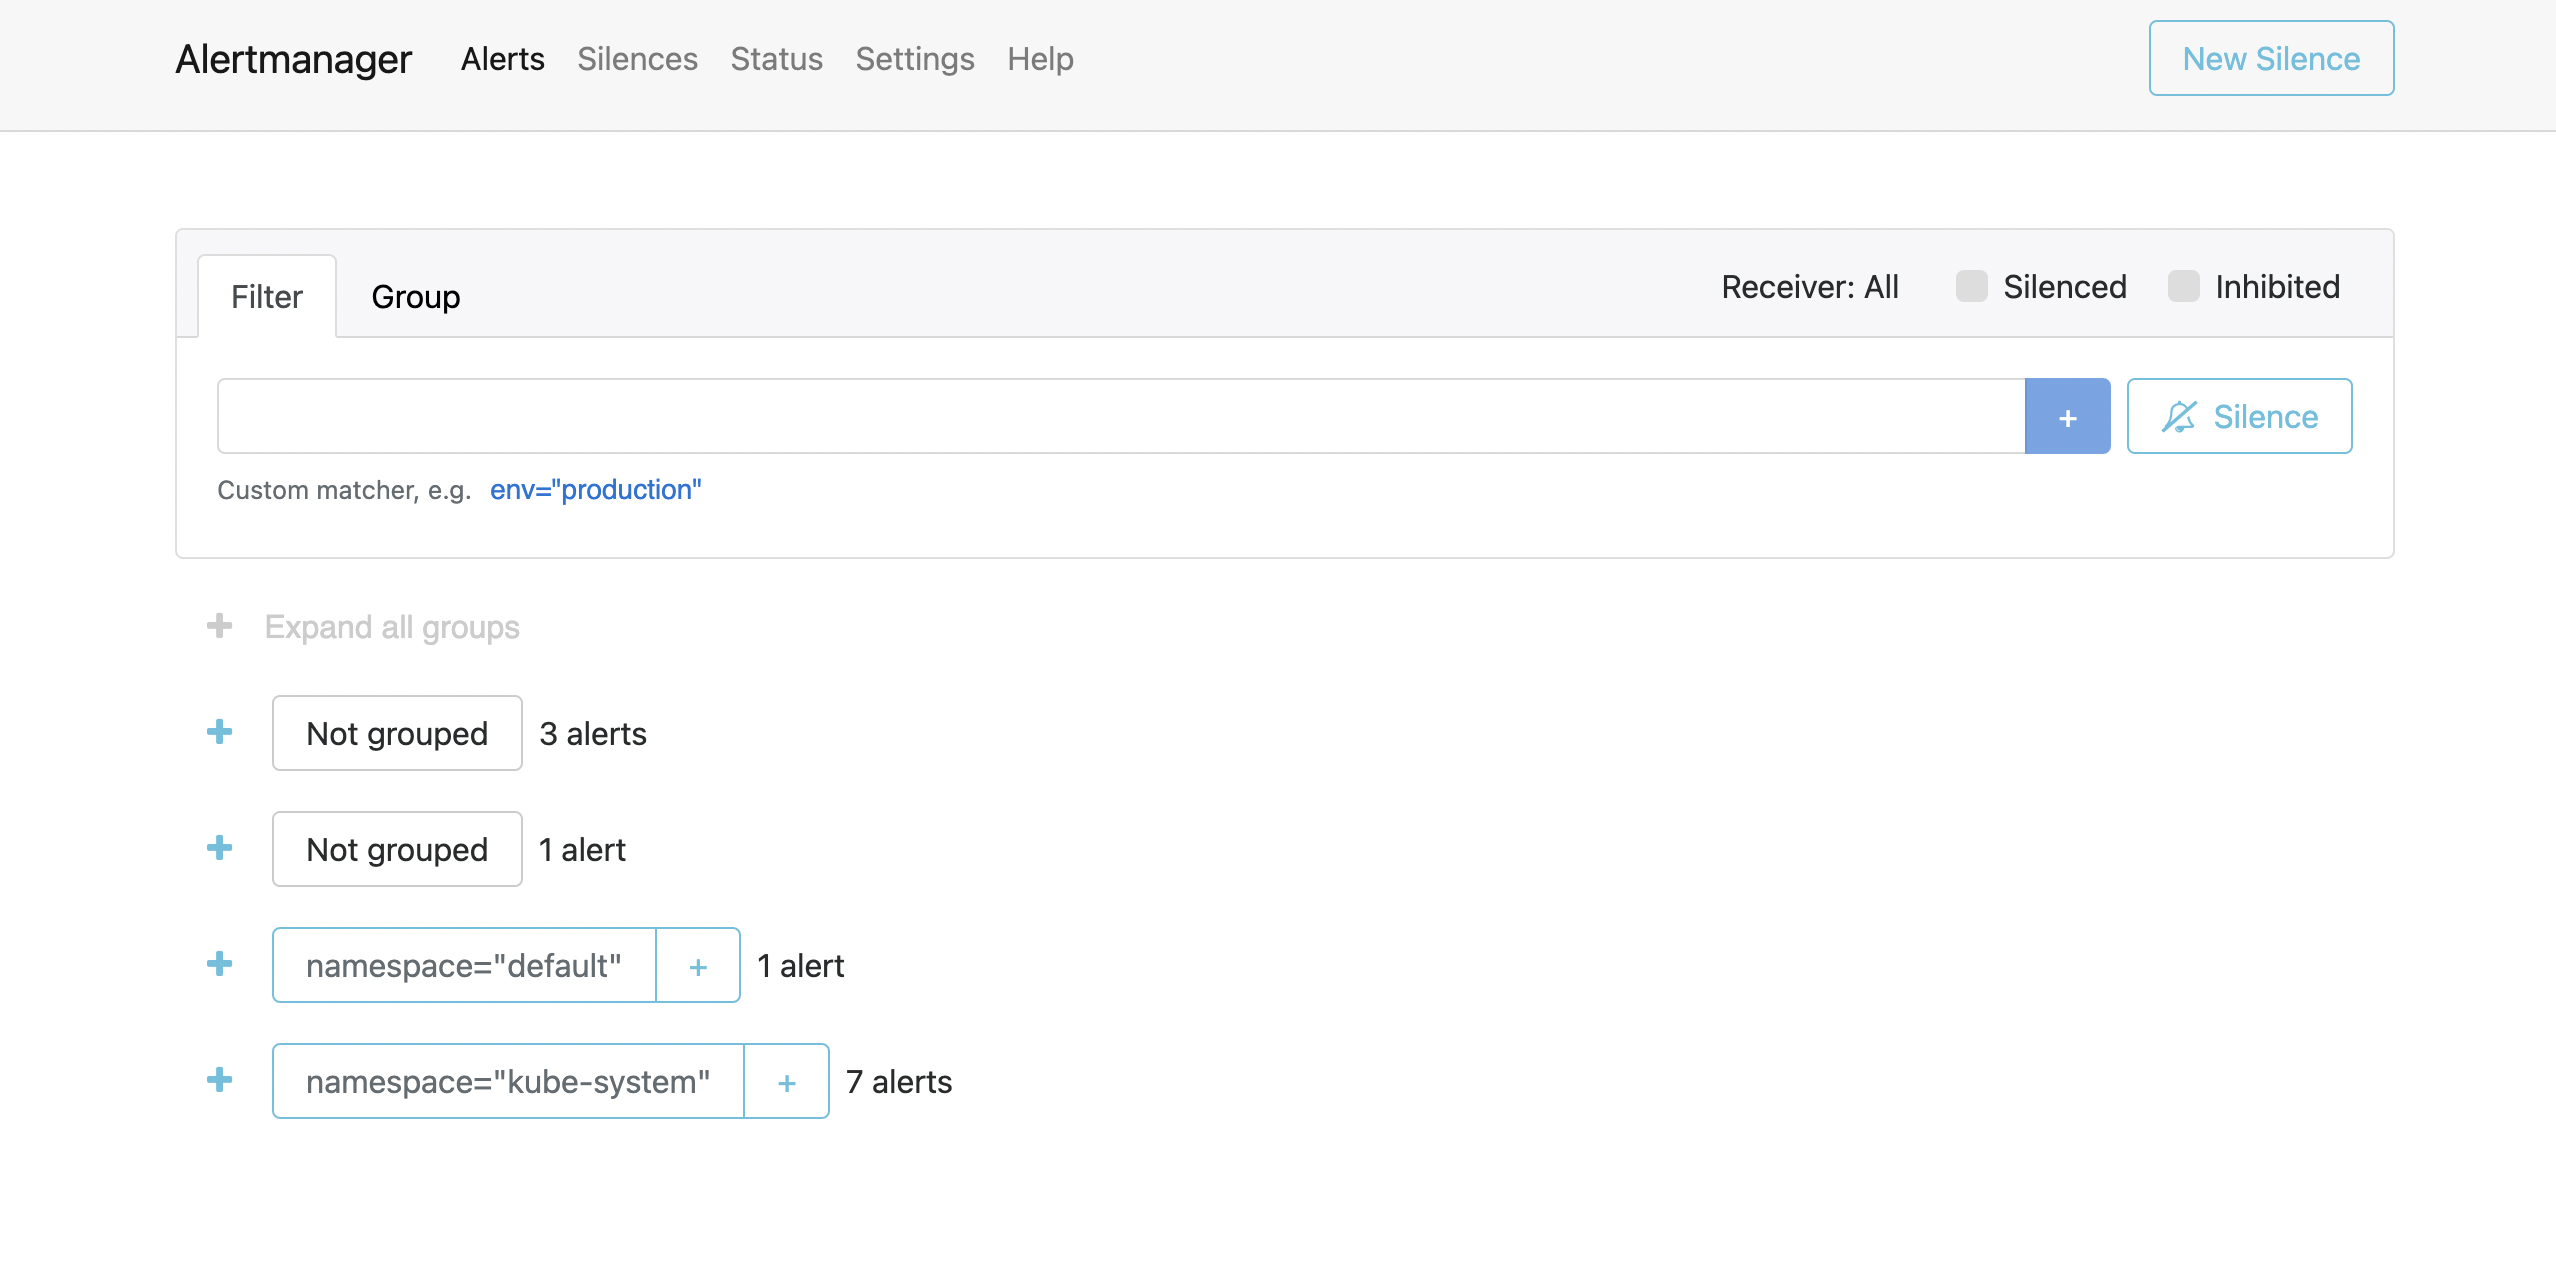 Alertmanager Alerts Silences Status Settings Help New Silence
Filter Group Receiver: All Silenced Inhibited
+ Silence
Custom matcher, e.g. env="production"
+ Expand all groups
+ Not grouped 3 alerts
+ Not grouped 1 alert
+ namespace="default" + 1 alert
+ namespace="kube-system" + 7 alerts